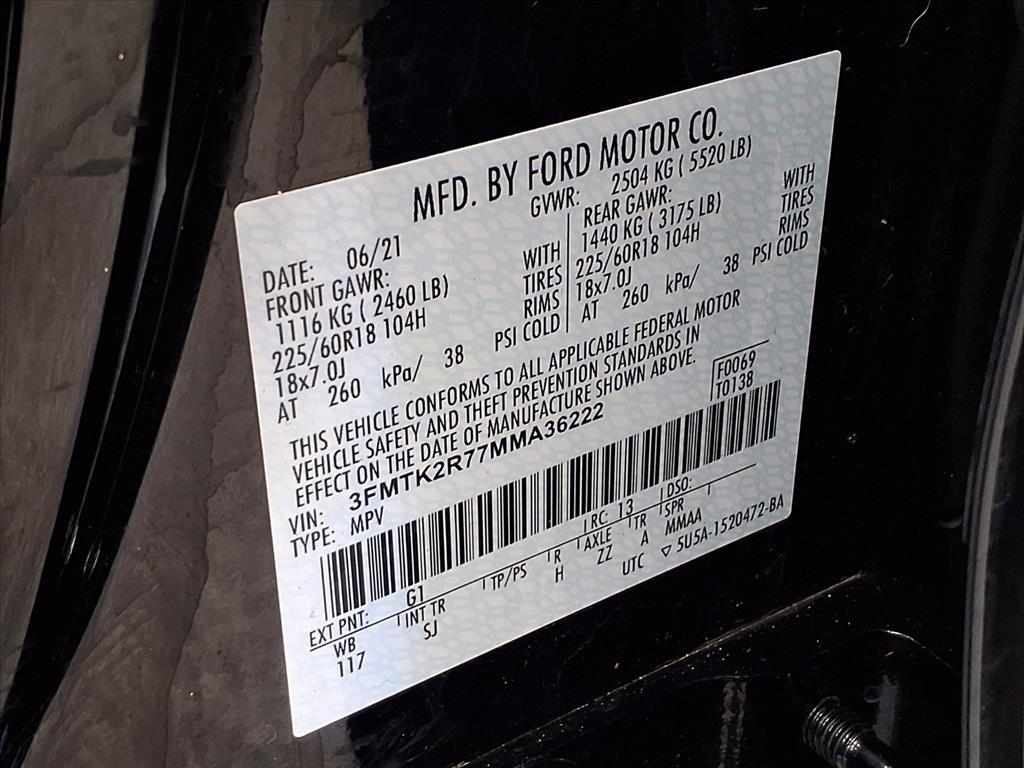 MFD. BY FORD MOTOR CO.
DATE: 06/21
GVWR: 2504 KG ( 5520 LB)
FRONT GAWR:
1116 KG ( 2460 LB) WITH
225/60R18 104H TIRES
18x7.0J RIMS
AT 260 kPa/ 38 PSI COLD
REAR GAWR:
1440 KG ( 3175 LB) WITH
225/60R18 104H TIRES
18x7.0J RIMS
AT 260 kPa/ 38 PSI COLD
THIS VEHICLE CONFORMS TO ALL APPLICABLE FEDERAL MOTOR
VEHICLE SAFETY AND THEFT PREVENTION STANDARDS IN
EFFECT ON THE DATE OF MANUFACTURE SHOWN ABOVE.
F0069
T0138
VIN: 3FMTK2R77MMA36222
TYPE: MPV
EXT PNT: G1 RC: 13 DSO:
WB INT TR TP/PS R AXLE TR SPR
117 SJ H ZZ A MMAA
UTC ▽ 5U5A-1520472-BA